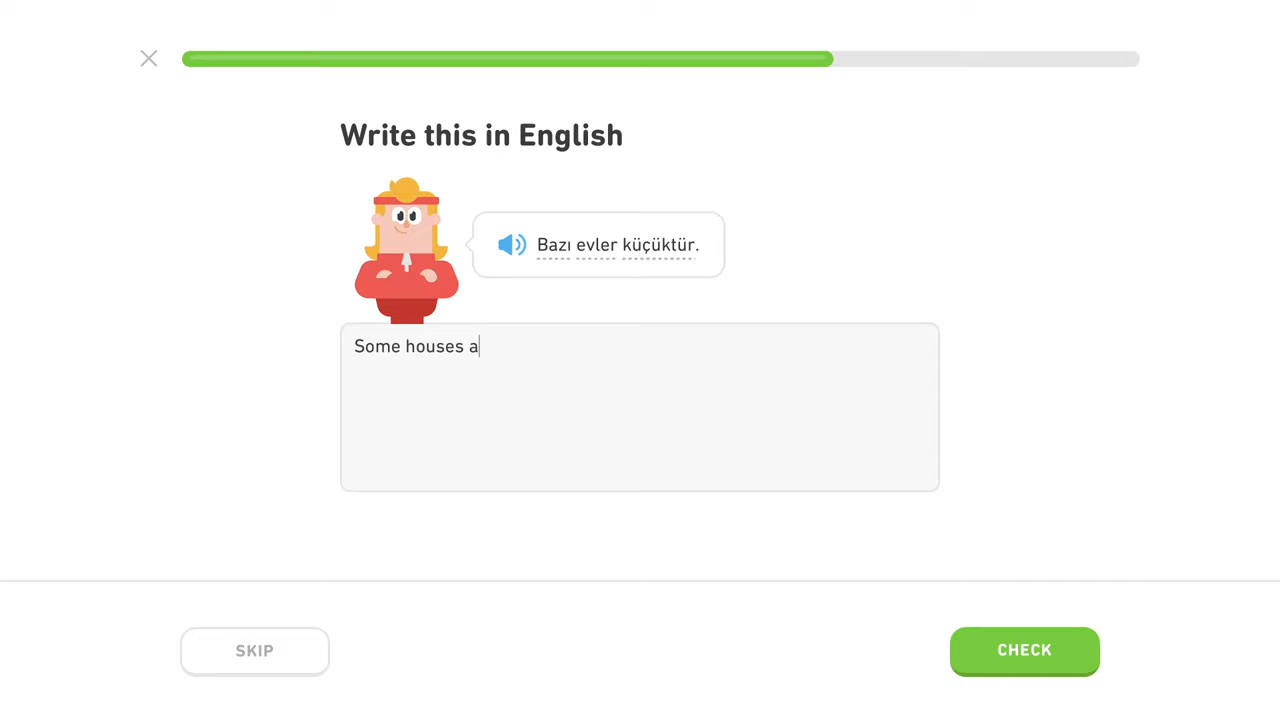 Write this in English
Bazı evler küçüktür.
Some houses a
SKIP
CHECK